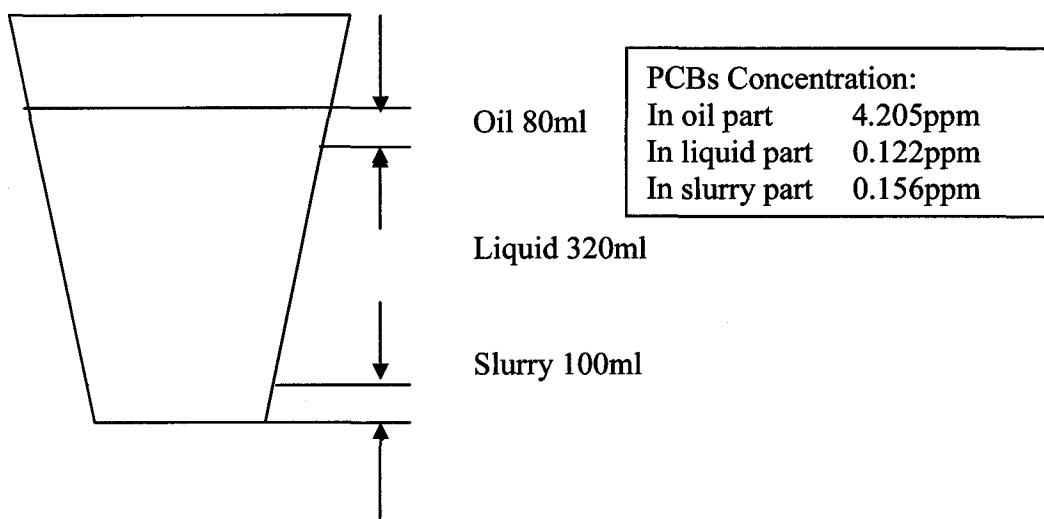 Oil 80ml
Liquid 320ml
Slurry 100ml
PCBs Concentration:
In oil part 4.205ppm
In liquid part 0.122ppm
In slurry part 0.156ppm